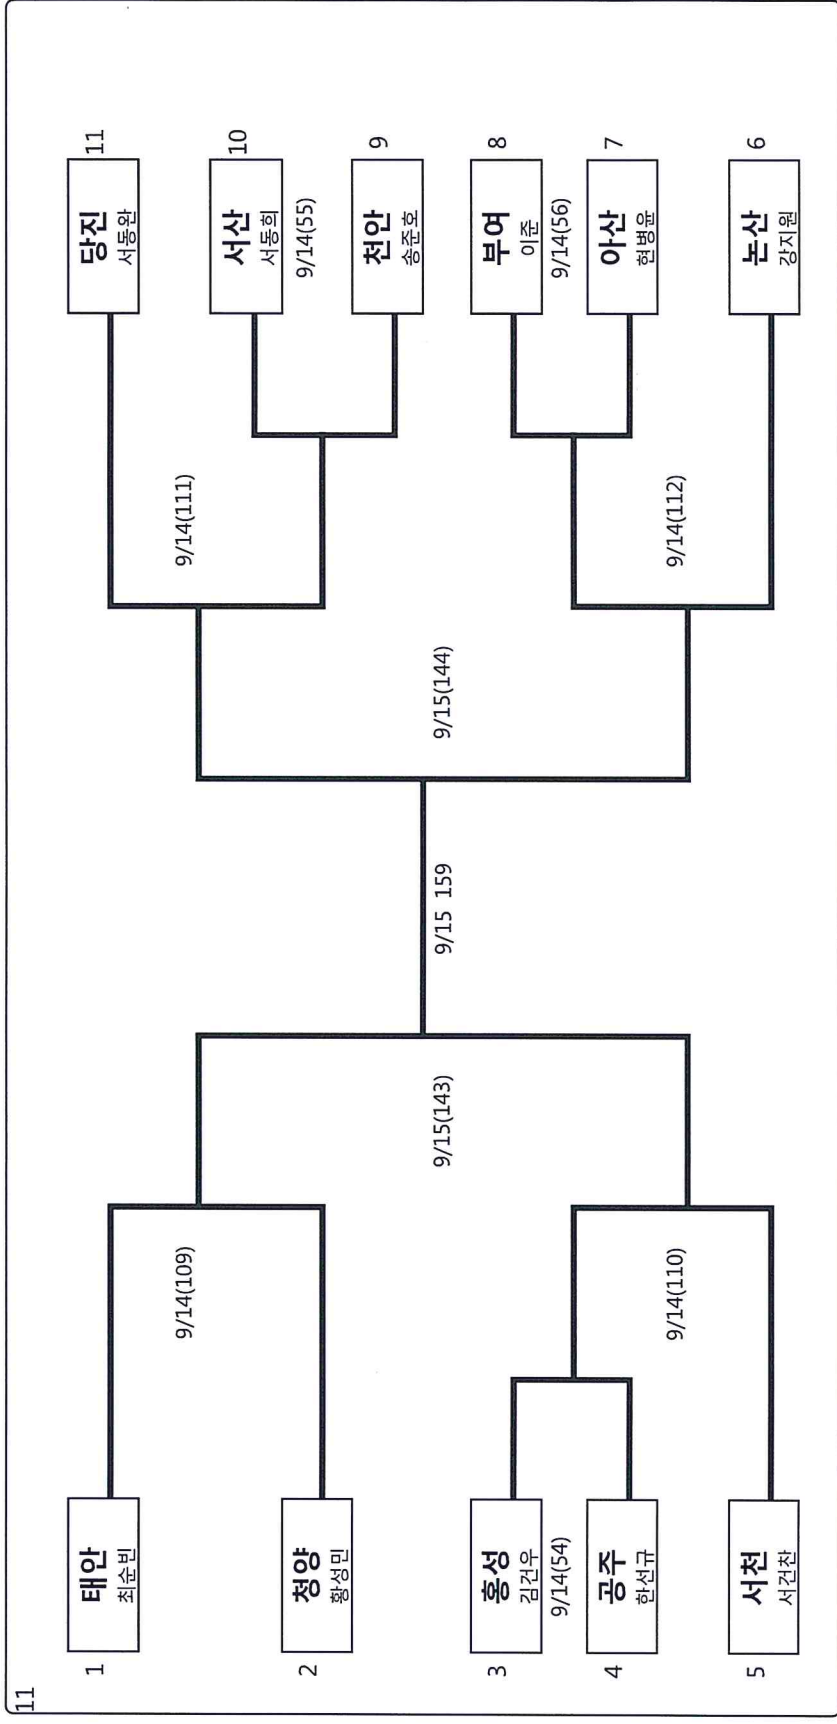 11
1
태안
최순빈
9/14(109)
2
청양
황성민
9/15(143)
3
홍성
김건우
9/14(54)
4
공주
한선규
9/14(110)
5
서천
서건찬
9/15 159
당진
서동완
11
9/14(111)
서산
서동희
10
9/14(55)
천안
송준호
9
9/15(144)
부여
이준
8
9/14(56)
아산
현병윤
7
9/14(112)
논산
강지원
6